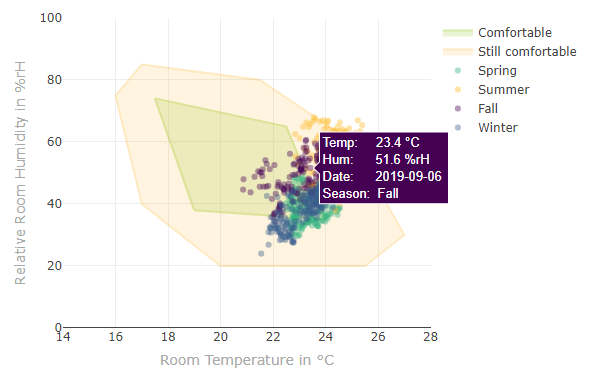 100
80
60
40
20
0
14 16 18 20 22 24 26 28
Relative Room Humidity in %rH
Room Temperature in °C
Comfortable
Still comfortable
Spring
Summer
Fall
Winter
Temp: 23.4 °C
Hum: 51.6 %rH
Date: 2019-09-06
Season: Fall